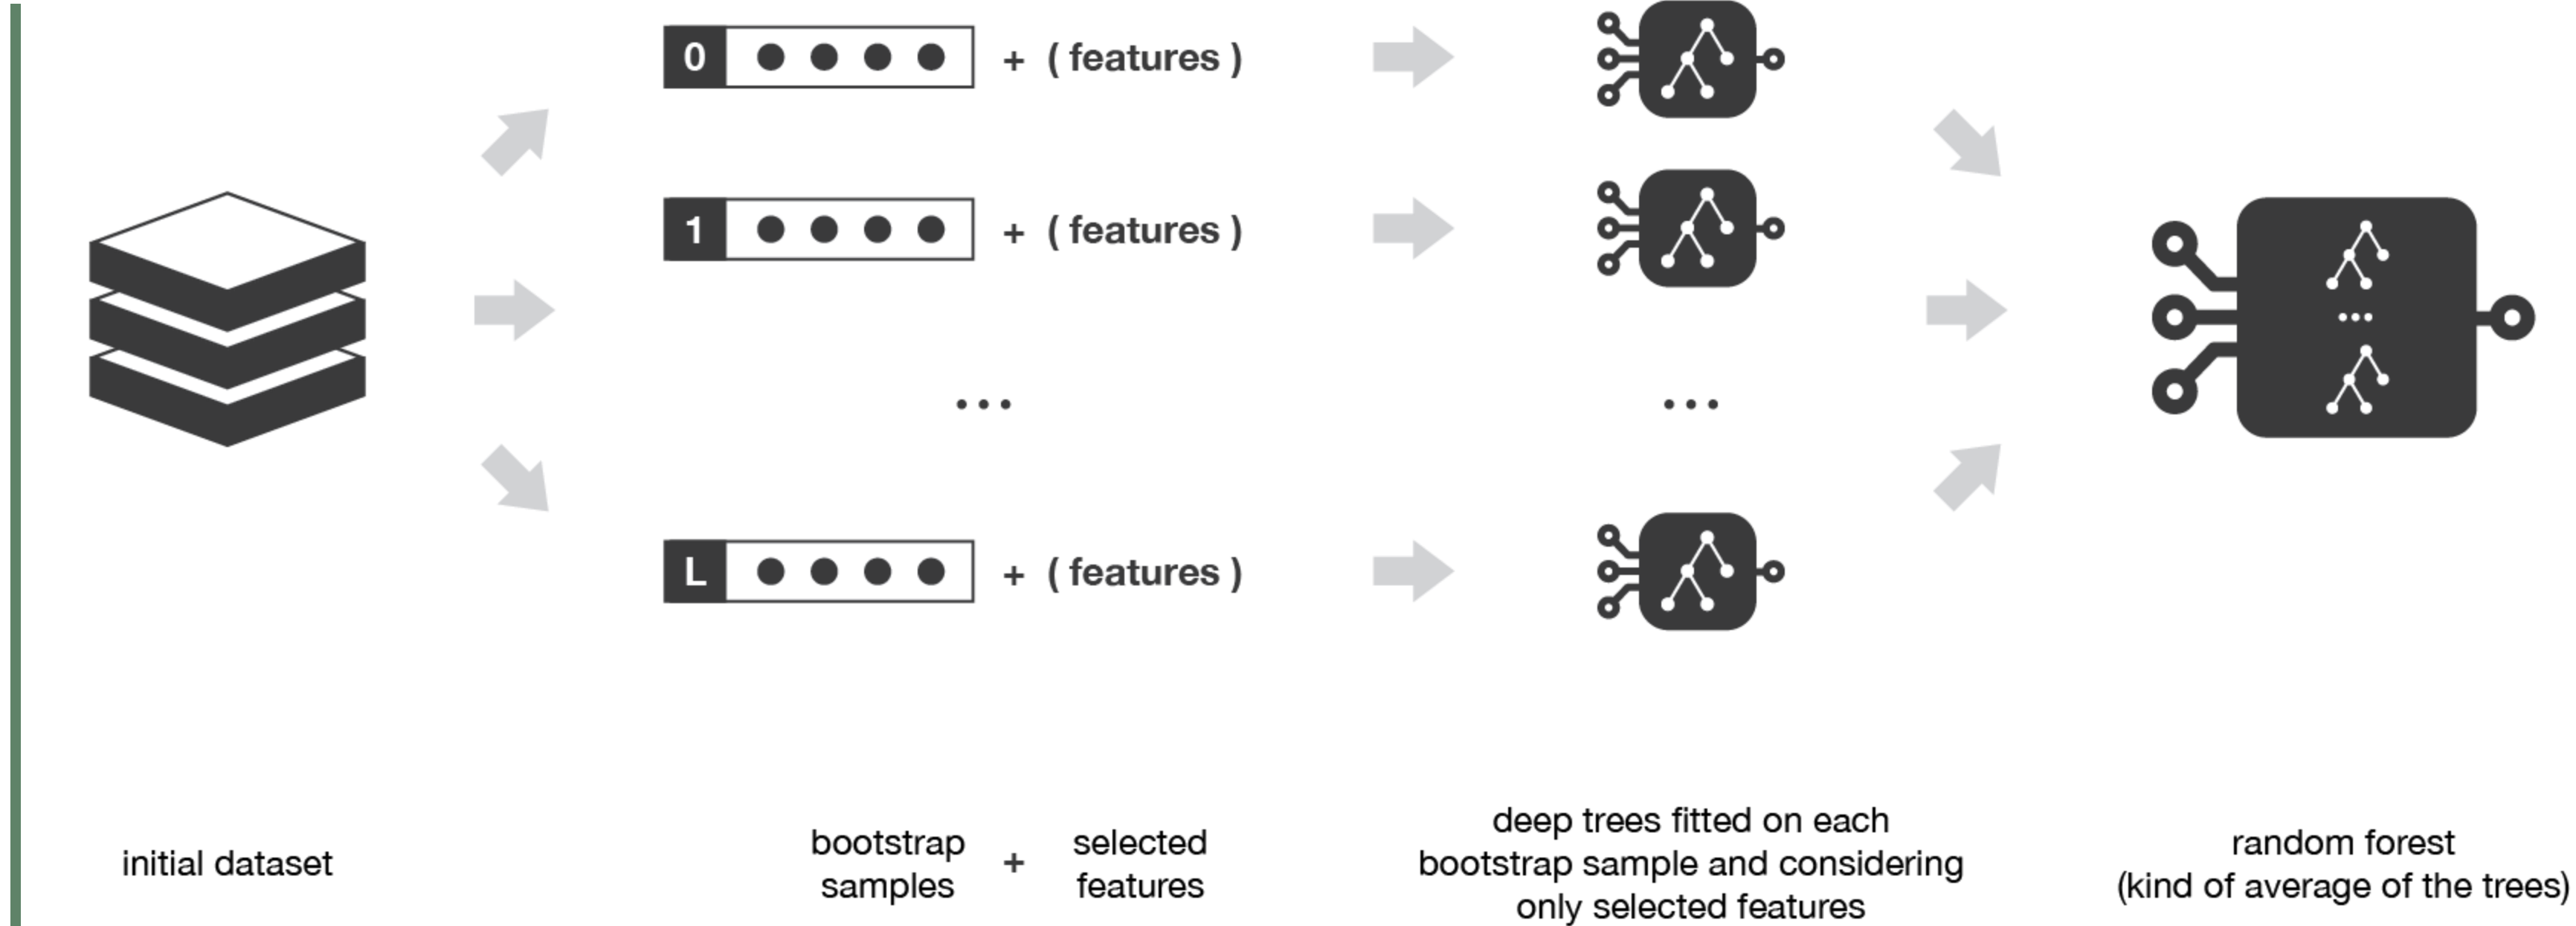 0 + ( features )
1 + ( features )
...
...
...
L + ( features )
initial dataset
bootstrap
samples
+
selected
features
deep trees fitted on each
bootstrap sample and considering
only selected features
random forest
(kind of average of the trees)